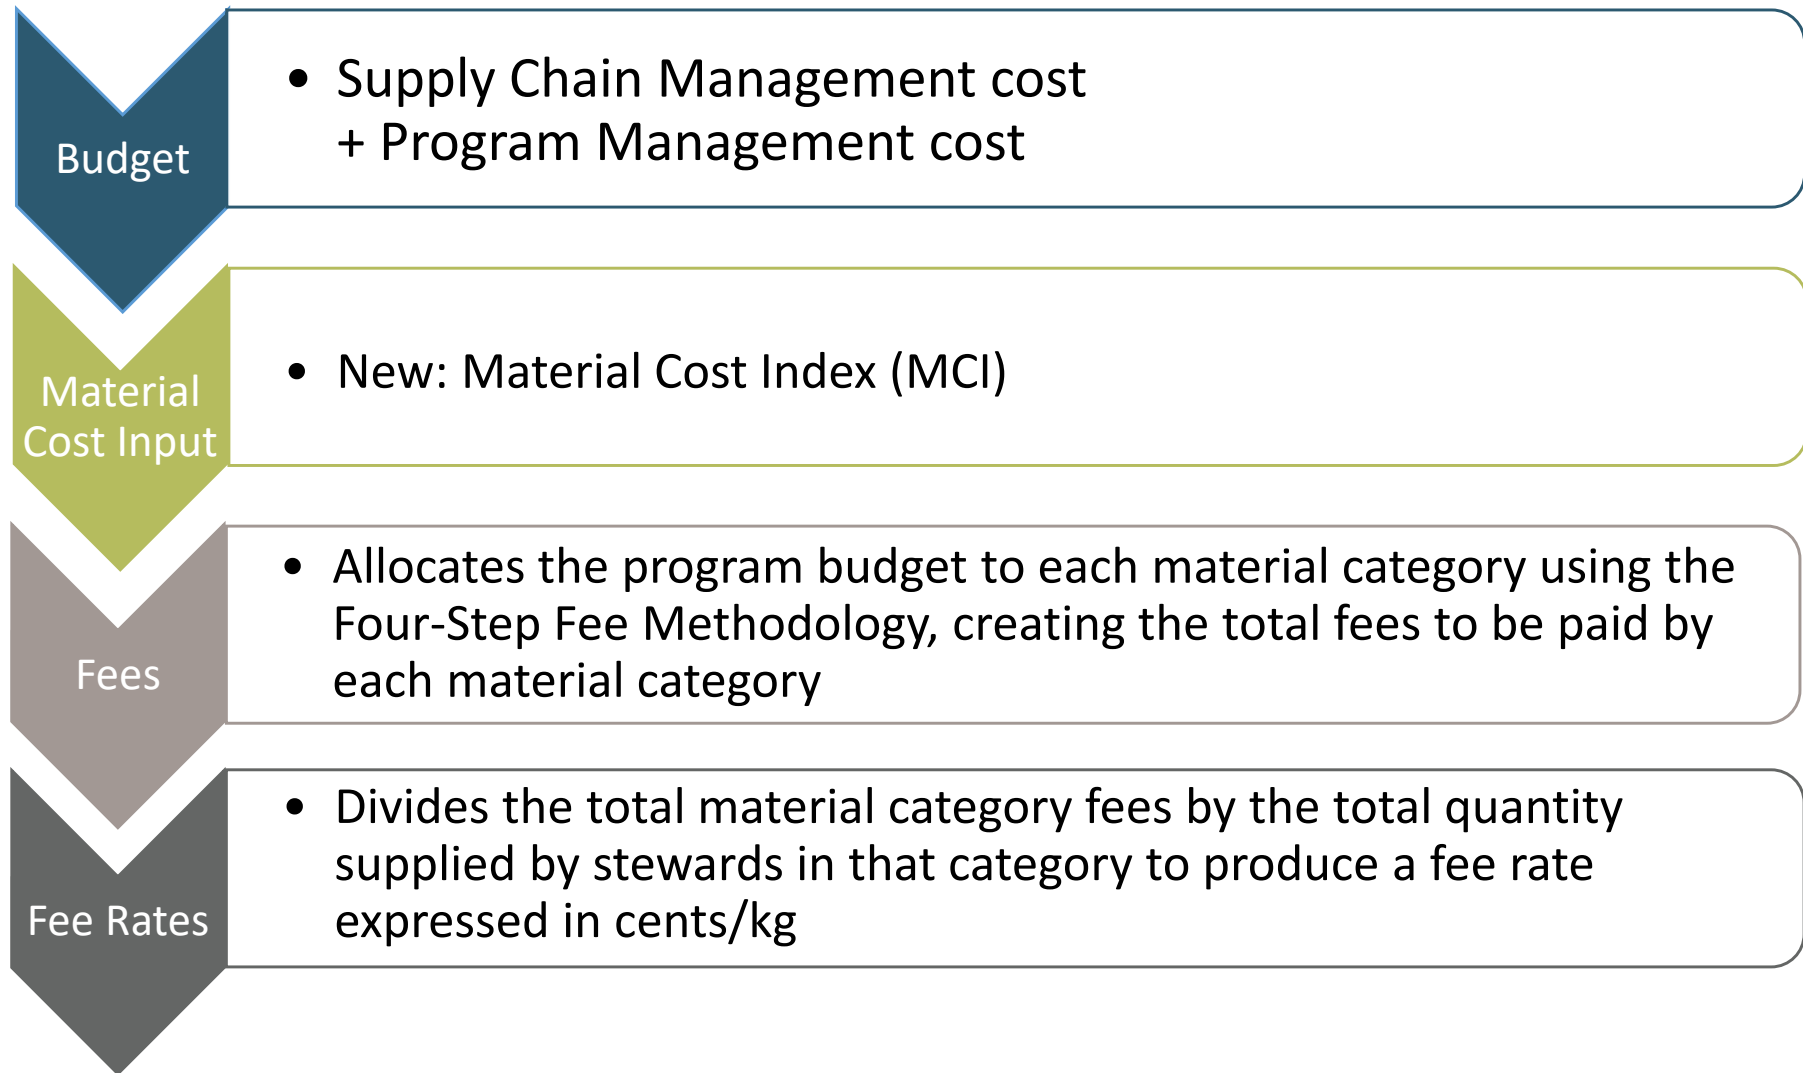 Budget
• Supply Chain Management cost
+ Program Management cost
Material
Cost Input
• New: Material Cost Index (MCI)
Fees
• Allocates the program budget to each material category using the
Four-Step Fee Methodology, creating the total fees to be paid by
each material category
Fee Rates
• Divides the total material category fees by the total quantity
supplied by stewards in that category to produce a fee rate
expressed in cents/kg